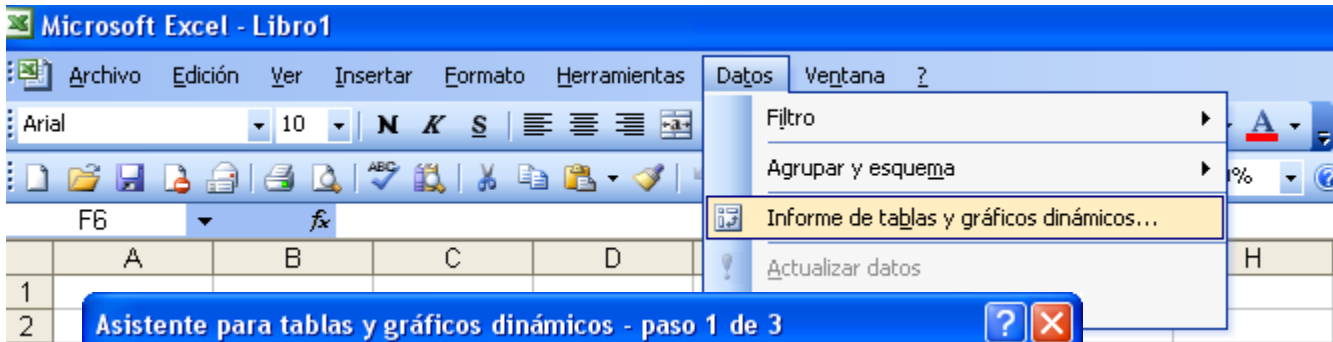 Microsoft Excel - Libro1
Archivo Edición Ver Insertar Formato Herramientas Datos Ventana ?
Arial 10 N K S a A
Filtro
ABC %
Agrupar y esquema
F6 fx
Informe de tablas y gráficos dinámicos...
A B C D H
Actualizar datos
1
2 Asistente para tablas y gráficos dinámicos - paso 1 de 3 ?